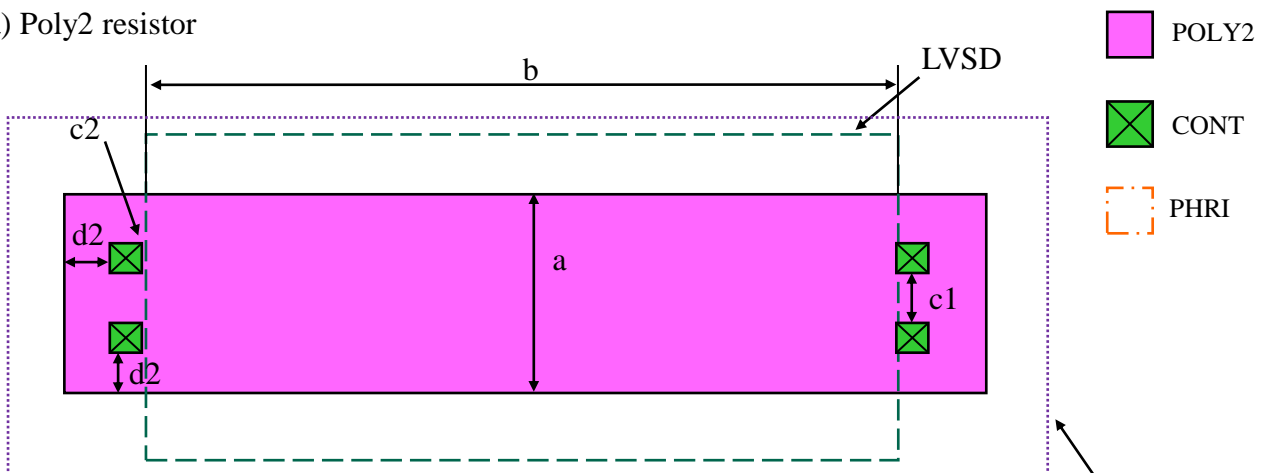 ) Poly2 resistor
POLY2
b
LVSD
c2
CONT
d2
a
PHRI
c1
d2